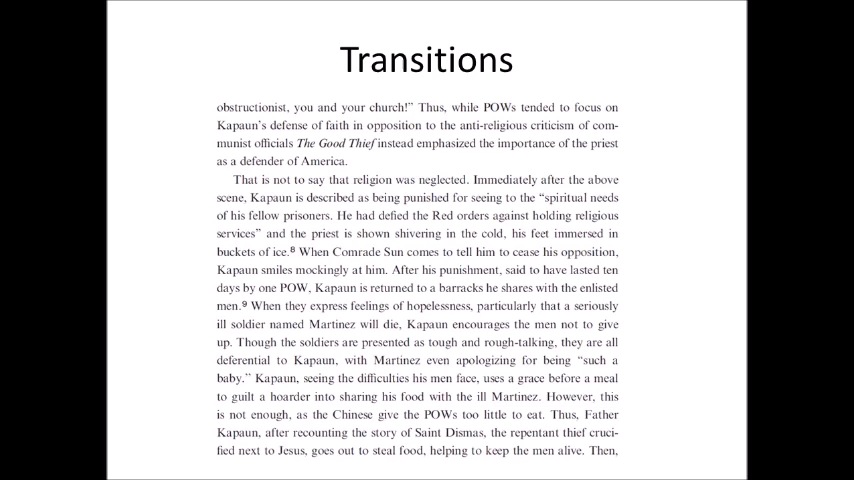 Transitions
obstructionist, you and your church!” Thus, while POWs tended to focus on
Kapaun’s defense of faith in opposition to the anti-religious criticism of com-
munist officials The Good Thief instead emphasized the importance of the priest
as a defender of America.
That is not to say that religion was neglected. Immediately after the above
scene, Kapaun is described as being punished for seeing to the “spiritual needs
of his fellow prisoners. He had defied the Red orders against holding religious
services” and the priest is shown shivering in the cold, his feet immersed in
buckets of ice.⁸ When Comrade Sun comes to tell him to cease his opposition,
Kapaun smiles mockingly at him. After his punishment, said to have lasted ten
days by one POW, Kapaun is returned to a barracks he shares with the enlisted
men.⁹ When they express feelings of hopelessness, particularly that a seriously
ill soldier named Martinez will die, Kapaun encourages the men not to give
up. Though the soldiers are presented as tough and rough-talking, they are all
deferential to Kapaun, with Martinez even apologizing for being “such a
baby.” Kapaun, seeing the difficulties his men face, uses a grace before a meal
to guilt a hoarder into sharing his food with the ill Martinez. However, this
is not enough, as the Chinese give the POWs too little to eat. Thus, Father
Kapaun, after recounting the story of Saint Dismas, the repentant thief cruci-
fied next to Jesus, goes out to steal food, helping to keep the men alive. Then,